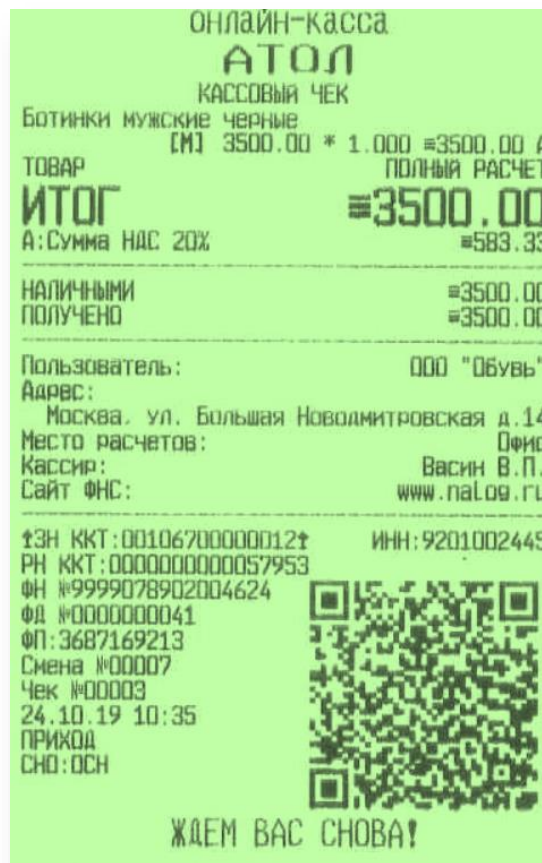 онлайн-касса
АТОЛ
КАССОВЫЙ ЧЕК
Ботинки мужские черные
[М] 3500.00 * 1.000 ≡3500.00 А
ТОВАР ПОЛНЫЙ РАСЧЕТ
ИТОГ ≡3500.00
А:Сумма НДС 20% ≡583.33
НАЛИЧНЫМИ ≡3500.00
ПОЛУЧЕНО ≡3500.00
Пользователь: ООО "Обувь"
Адрес:
Москва, ул. Большая Новодмитровская д.14
Место расчетов: Офис
Кассир: Васин В.П.
Сайт ФНС: www.nalog.ru
↥ЗН ККТ:00106700000012↥ ИНН:9201002445
РН ККТ:0000000000057953
ФН №9999078902004624
ФД №0000000041
ФП:3687169213
Смена №00007
Чек №00003
24.10.19 10:35
ПРИХОД
СНО:ОСН
ЖДЕМ ВАС СНОВА!